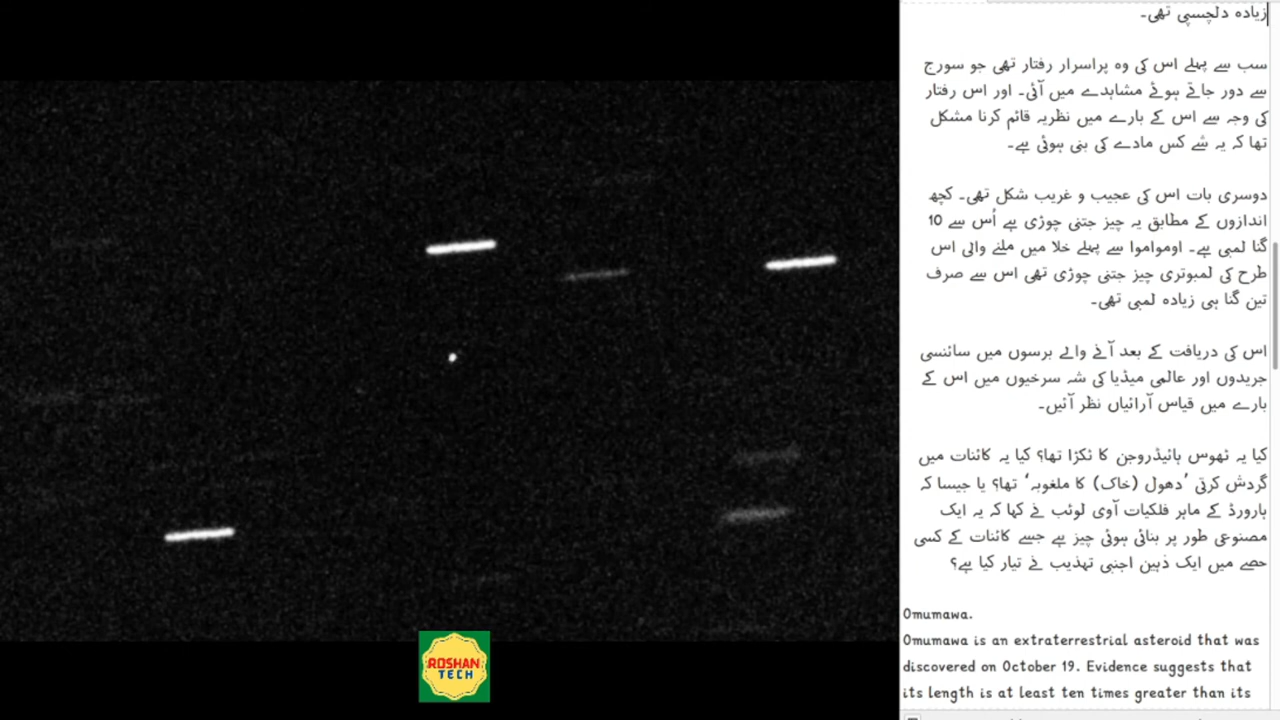 زیادہ دلچسپی تھی۔
سب سے پہلے اس کی وہ پراسرار رفتار تھی جو سورج
سے دور جاتے ہوئے مشاہدے میں آئی۔ اور اس رفتار
کی وجہ سے اس کے بارے میں نظریہ قائم کرنا مشکل
تھا کہ یہ شے کس مادے کی بنی ہوئی ہے۔
دوسری بات اس کی عجیب و غریب شکل تھی۔ کچھ
اندازوں کے مطابق یہ چیز جتنی چوڑی ہے اُس سے 10
گنا لمبی ہے۔ اومواموا سے پہلے خلا میں ملنے والی اس
طرح کی لمبوتری چیز جتنی چوڑی تھی اس سے صرف
تین گنا ہی زیادہ لمبی تھی۔
اس کی دریافت کے بعد آنے والے برسوں میں سائنسی
جریدوں اور عالمی میڈیا کی شہ سرخیوں میں اس کے
بارے میں قیاس آرائیاں نظر آئیں۔
کیا یہ ٹھوس ہائیڈروجن کا ٹکڑا تھا؟ کیا یہ کائنات میں
گردش کرتی ’دھول (خاک) کا ملغوبہ‘ تھا؟ یا جیسا کہ
ہارورڈ کے ماہر فلکیات آوی لوئب نے کہا کہ یہ ایک
مصنوعی طور پر بنائی ہوئی چیز ہے جسے کائنات کے کسی
حصے میں ایک ذہین اجنبی تہذیب نے تیار کیا ہے؟
Omumawa.
Omumawa is an extraterrestrial asteroid that was
discovered on October 19. Evidence suggests that
its length is at least ten times greater than its
ROSHAN
TECH